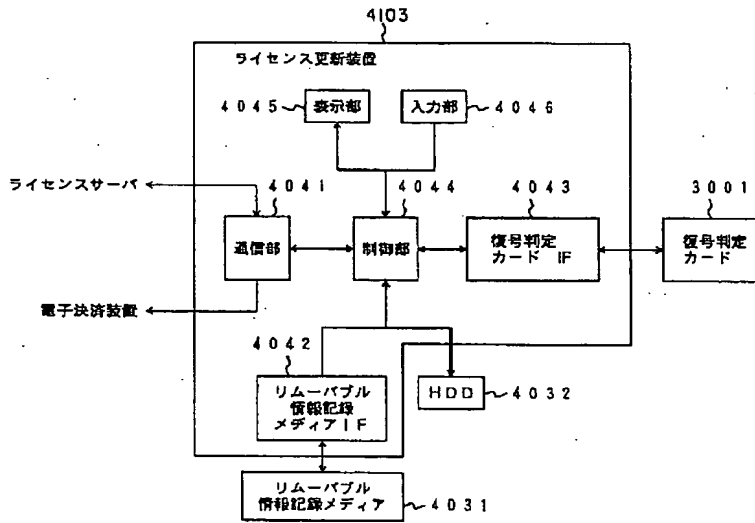 4103
ライセンス更新装置
4045
表示部
入力部
4046
ライセンスサーバ
4041
4044
4043
3001
通信部
制御部
復号判定
カード IF
復号判定
カード
電子決済装置
4042
リムーバブル
情報記録
メディアIF
HDD
4032
リムーバブル
情報記録メディア
4031